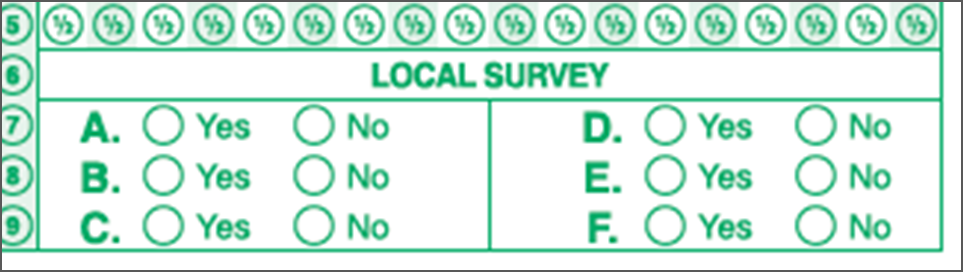 5 ½ ½ ½ ½ ½ ½ ½ ½ ½ ½ ½ ½ ½ ½ ½ ½ ½ ½
6 LOCAL SURVEY
7 A. Yes No D. Yes No
8 B. Yes No E. Yes No
9 C. Yes No F. Yes No